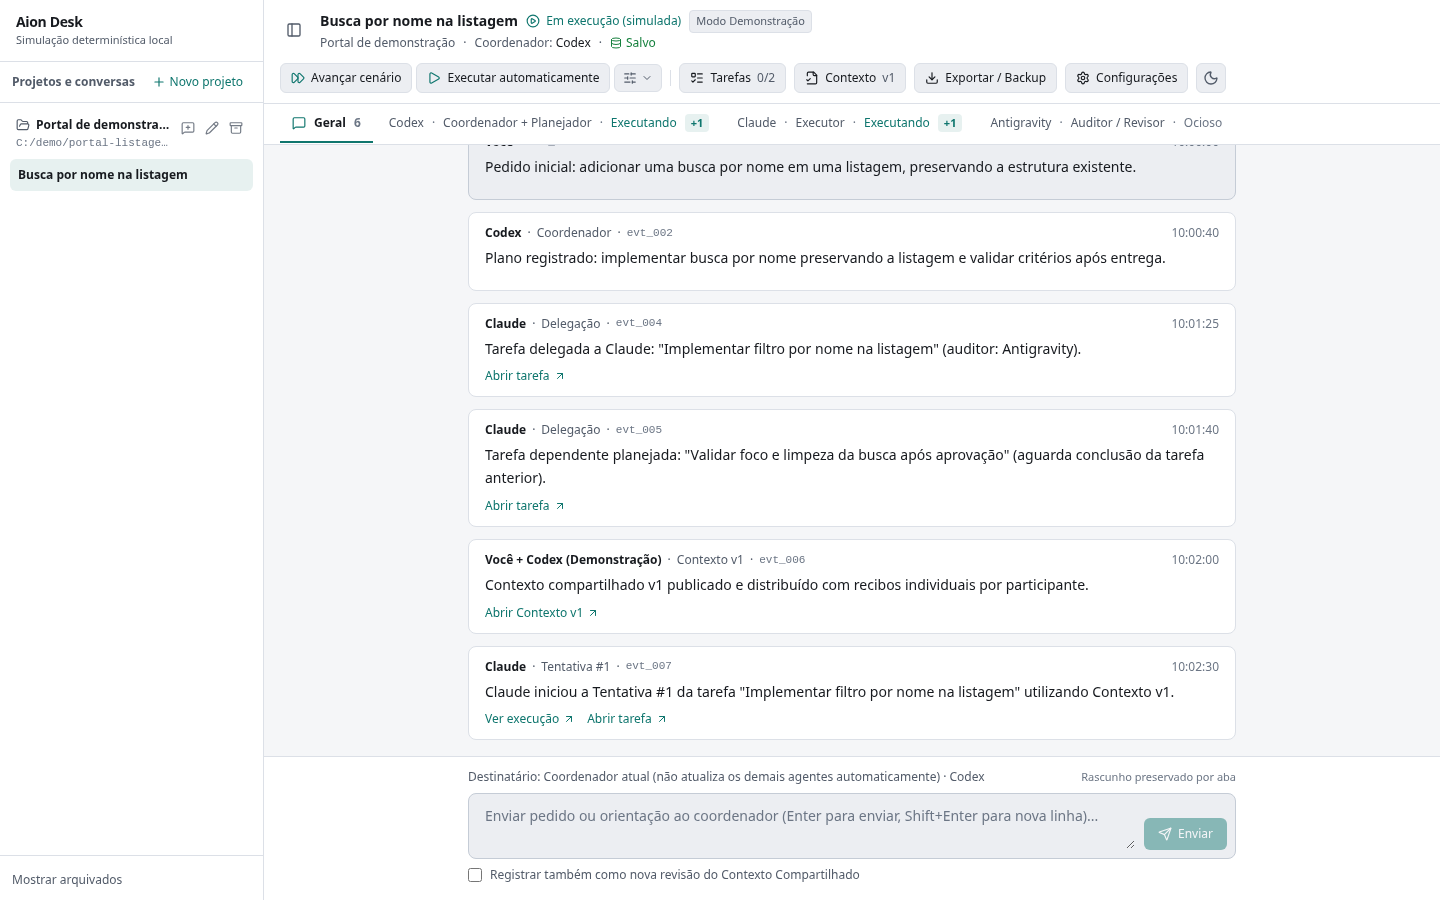 Aion Desk
Simulação determinística local
Projetos e conversas
Novo projeto
Portal de demonstra...
C:/demo/portal-listage…
Busca por nome na listagem
Mostrar arquivados
Busca por nome na listagem Em execução (simulada) Modo Demonstração
Portal de demonstração · Coordenador: Codex · Salvo
Avançar cenário Executar automaticamente Tarefas 0/2 Contexto v1 Exportar / Backup Configurações
Geral 6 Codex · Coordenador + Planejador · Executando +1 Claude · Executor · Executando +1 Antigravity · Auditor / Revisor · Ocioso
Pedido inicial: adicionar uma busca por nome em uma listagem, preservando a estrutura existente.
Codex · Coordenador · evt_002 10:00:40
Plano registrado: implementar busca por nome preservando a listagem e validar critérios após entrega.
Claude · Delegação · evt_004 10:01:25
Tarefa delegada a Claude: "Implementar filtro por nome na listagem" (auditor: Antigravity).
Abrir tarefa
Claude · Delegação · evt_005 10:01:40
Tarefa dependente planejada: "Validar foco e limpeza da busca após aprovação" (aguarda conclusão da tarefa
anterior).
Abrir tarefa
Você + Codex (Demonstração) · Contexto v1 · evt_006 10:02:00
Contexto compartilhado v1 publicado e distribuído com recibos individuais por participante.
Abrir Contexto v1
Claude · Tentativa #1 · evt_007 10:02:30
Claude iniciou a Tentativa #1 da tarefa "Implementar filtro por nome na listagem" utilizando Contexto v1.
Ver execução Abrir tarefa
Destinatário: Coordenador atual (não atualiza os demais agentes automaticamente) · Codex Rascunho preservado por aba
Enviar pedido ou orientação ao coordenador (Enter para enviar, Shift+Enter para nova linha)...
Enviar
Registrar também como nova revisão do Contexto Compartilhado